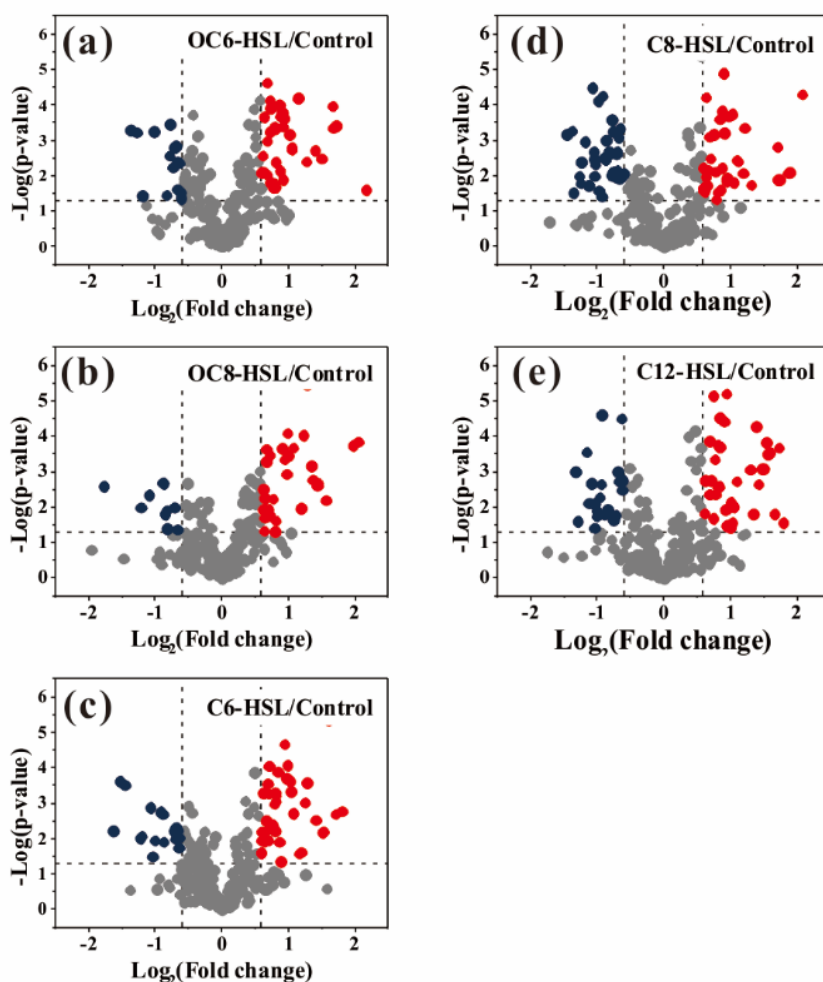 (a)
OC6-HSL/Control
6
5
4
3
2
1
0
-Log(p-value)
-2 -1 0 1 2
Log2(Fold change)
(d)
C8-HSL/Control
6
5
4
3
2
1
0
-Log(p-value)
-2 -1 0 1 2
Log2(Fold change)
(b)
OC8-HSL/Control
6
5
4
3
2
1
0
-Log(p-value)
-2 -1 0 1 2
Log2(Fold change)
(e)
C12-HSL/Control
6
5
4
3
2
1
0
-Log(p-value)
-2 -1 0 1 2
Log2(Fold change)
(c)
C6-HSL/Control
6
5
4
3
2
1
0
-Log(p-value)
-2 -1 0 1 2
Log2(Fold change)